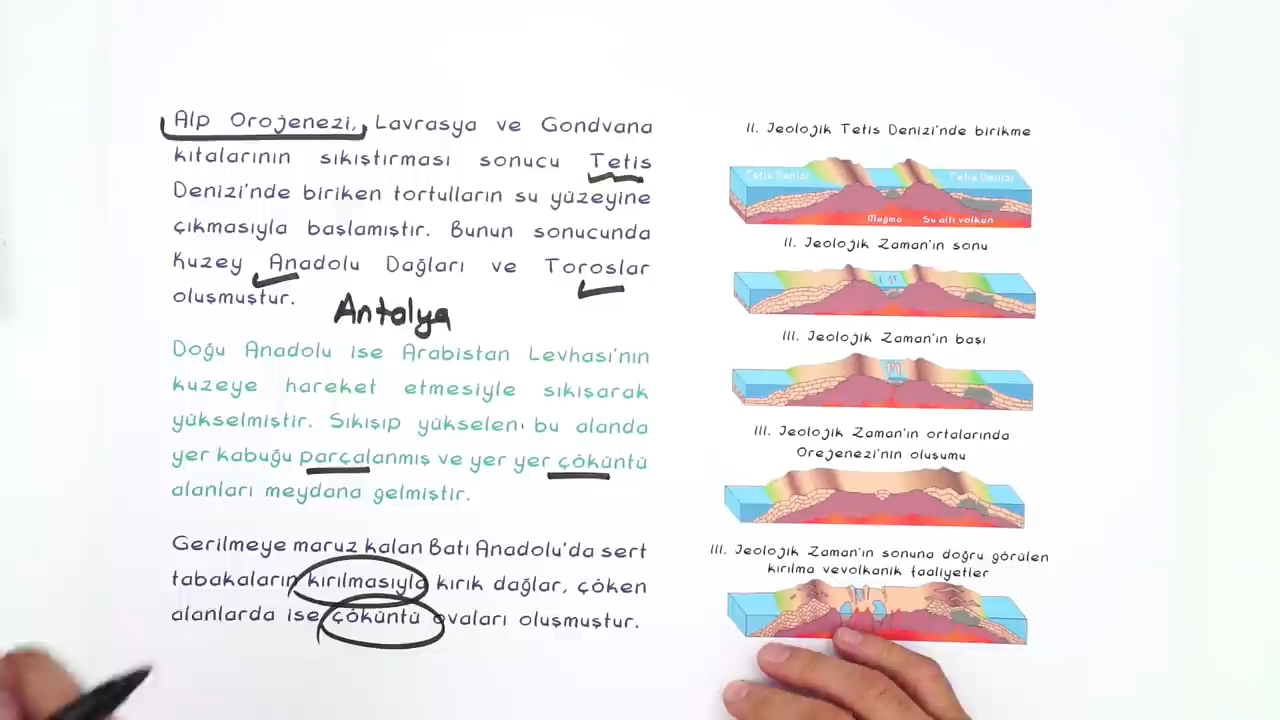 Alp Orojenezi, Lavrasya ve Gondvana
kıtalarının sıkıştırması sonucu Tetis
Denizi'nde biriken tortulların su yüzeyine
çıkmasıyla başlamıştır. Bunun sonucunda
Kuzey Anadolu Dağları ve Toroslar
oluşmuştur.
Antalya
Doğu Anadolu ise Arabistan Levhası'nın
kuzeye hareket etmesiyle sıkışarak
yükselmiştir. Sıkışıp yükselen bu alanda
yer kabuğu parçalanmış ve yer yer çöküntü
alanları meydana gelmiştir.
Gerilmeye maruz kalan Batı Anadolu'da sert
tabakaların kırılmasıyla kırık dağlar, çöken
alanlarda ise çöküntü ovaları oluşmuştur.
II. Jeolojik Tetis Denizi'nde birikme
Tetis Denizi
Tetis Denizi
Magma
Su altı volkan
II. Jeolojik Zaman'ın sonu
III. Jeolojik Zaman'ın başı
III. Jeolojik Zaman'ın ortalarında
Orejenezi'nin oluşumu
III. Jeolojik Zaman'ın sonuna doğru görülen
kırılma vevolkanik faaliyetler